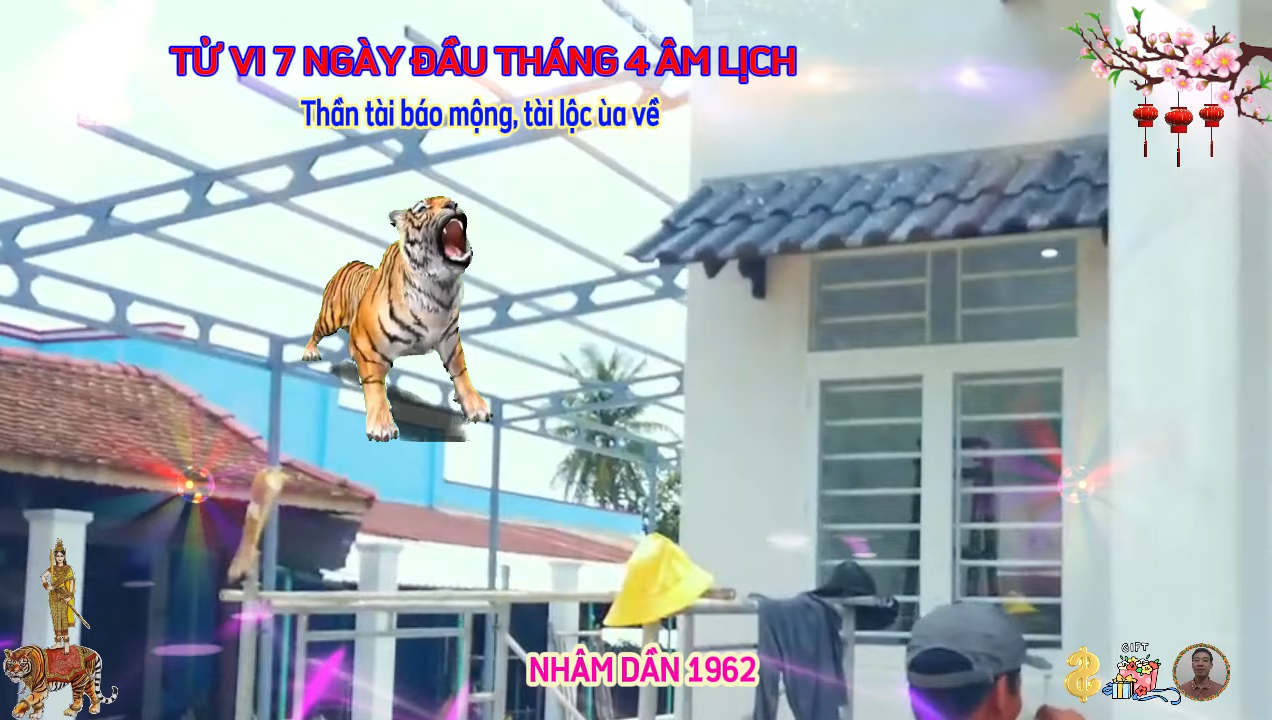 TỬ VI 7 NGÀY ĐẦU THÁNG 4 ÂM LỊCH
Thần tài báo mộng, tài lộc ùa về
NHÂM DẦN 1962
GIFT